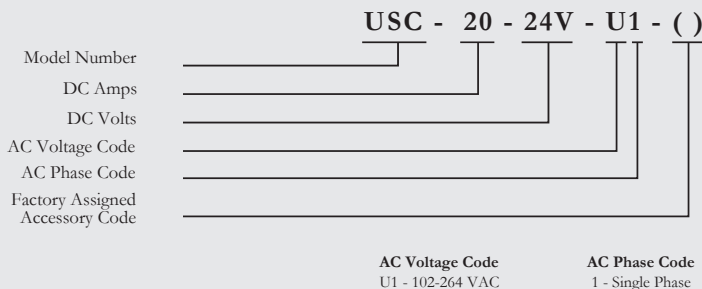 USC - 20 - 24V - U1 - ( )
Model Number
DC Amps
DC Volts
AC Voltage Code
AC Phase Code
Factory Assigned
Accessory Code
AC Voltage Code
U1 - 102-264 VAC
AC Phase Code
1 - Single Phase